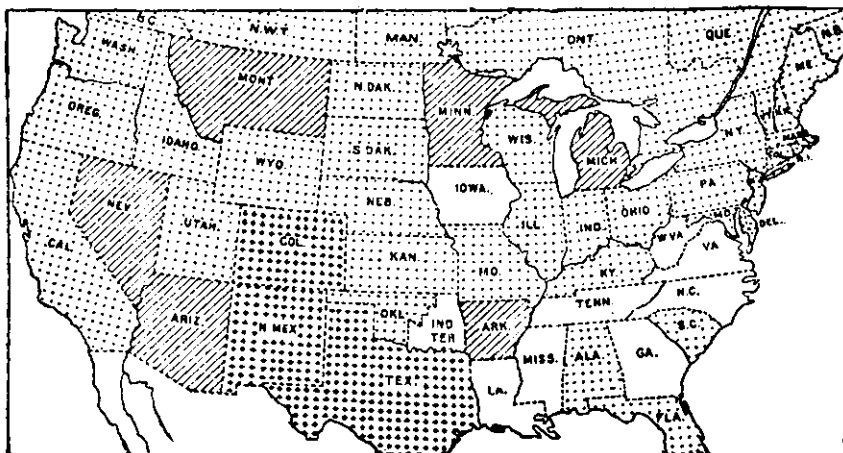 B.C.
N.W.T.
MAN.
ONT.
QUE.
N.B.
WASH.
MONT
N.DAK.
MINN.
ME.
OREG.
IDAHO.
WYO.
S.DAK.
WIS.
MICH
N.Y.
MASS.
R.I.
NEV.
UTAH.
COL.
NEB.
IOWA.
ILL.
IND.
OHIO
PA
MD.
DEL.
CAL.
KAN.
MO.
KY.
W.VA
VA
ARIZ.
N MEX.
OKL.
IND
TER
ARK.
TENN.
N.C.
S.C.
TEX.
LA.
MISS.
ALA.
GA.
FLA.